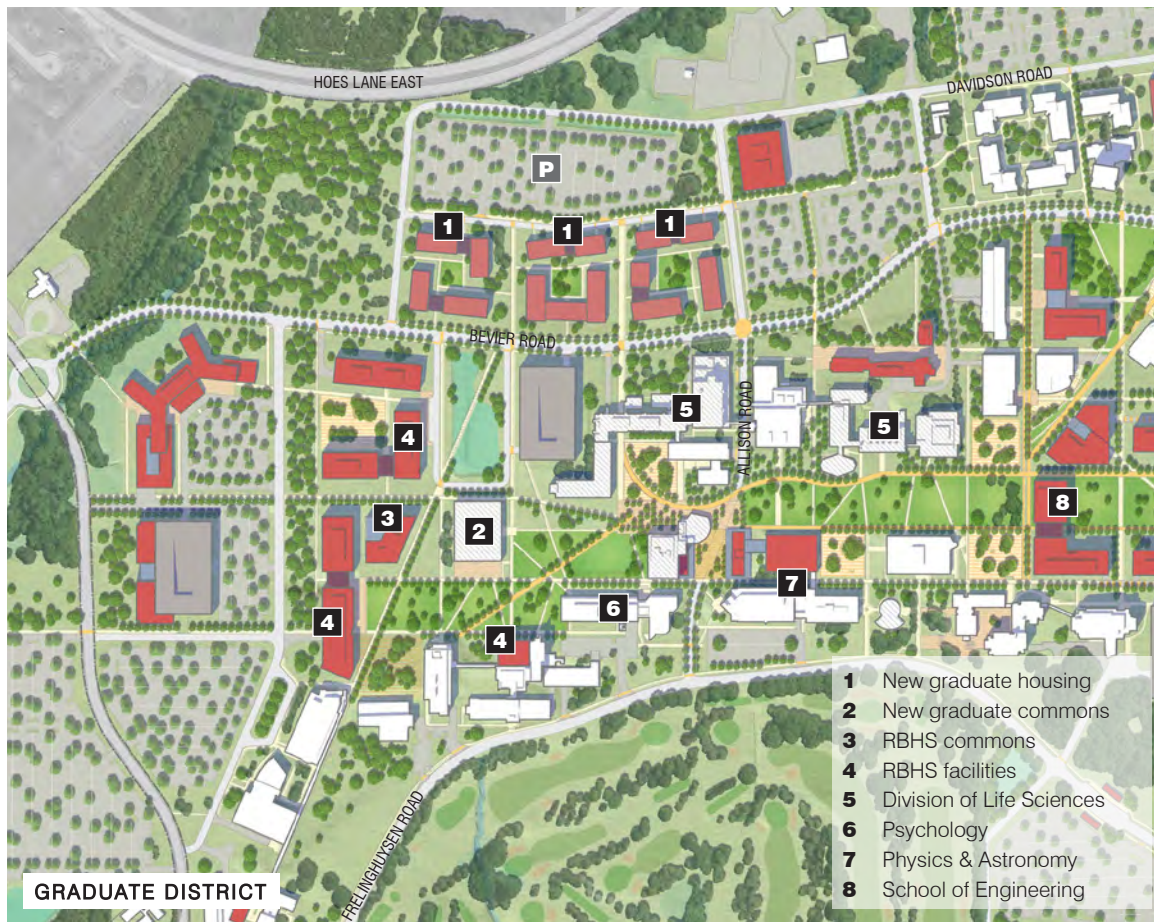 HOES LANE EAST
DAVIDSON ROAD
P
1
1
1
BEVIER ROAD
ALLISON ROAD
5
5
4
3
2
8
7
6
4
4
FRELINGHUYSEN ROAD
1 New graduate housing
2 New graduate commons
3 RBHS commons
4 RBHS facilities
5 Division of Life Sciences
6 Psychology
7 Physics & Astronomy
8 School of Engineering
GRADUATE DISTRICT